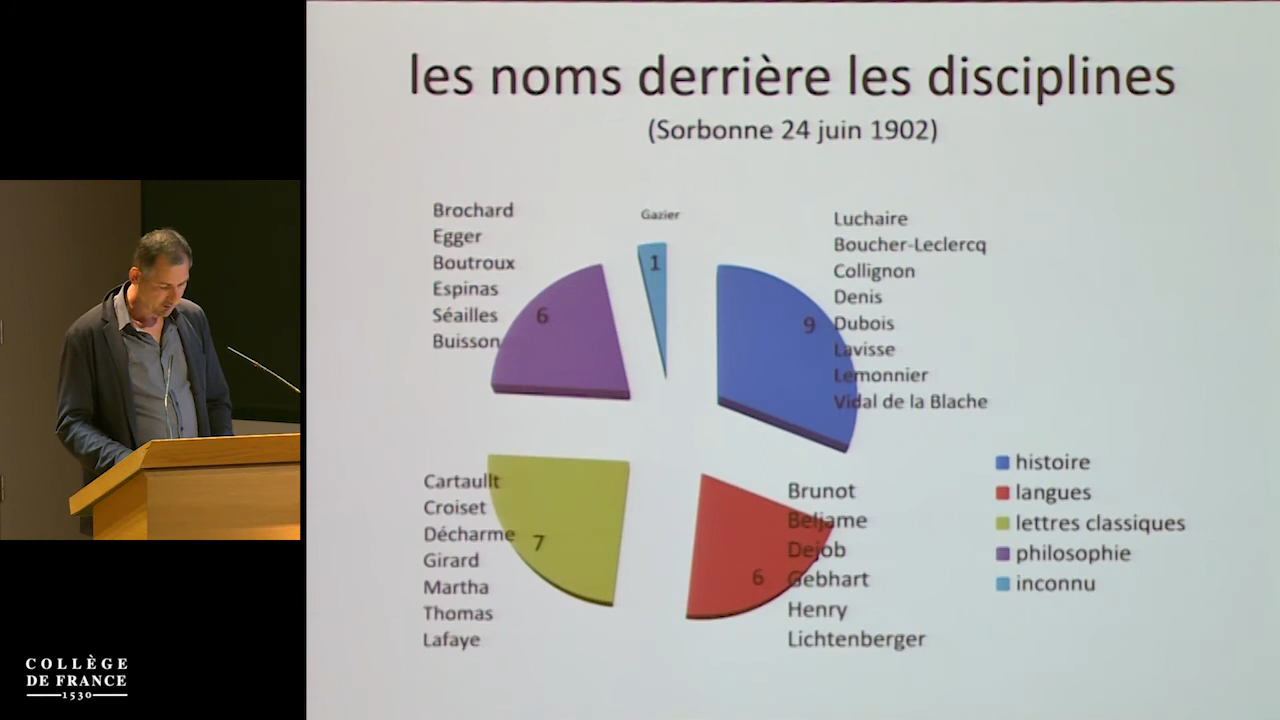 les noms derrière les disciplines
(Sorbonne 24 juin 1902)
Brochard
Egger
Boutroux
Espinas
Séailles
Buisson
6
Gazier
1
Luchaire
Boucher-Leclercq
Collignon
Denis
Dubois
Lavisse
Lemonnier
Vidal de la Blache
9
Cartault
Croiset
Décharme
Girard
Martha
Thomas
Lafaye
7
Brunot
Beljame
Dejob
Gebhart
Henry
Lichtenberger
6
histoire
langues
lettres classiques
philosophie
inconnu
COLLÈGE
DE FRANCE
1530